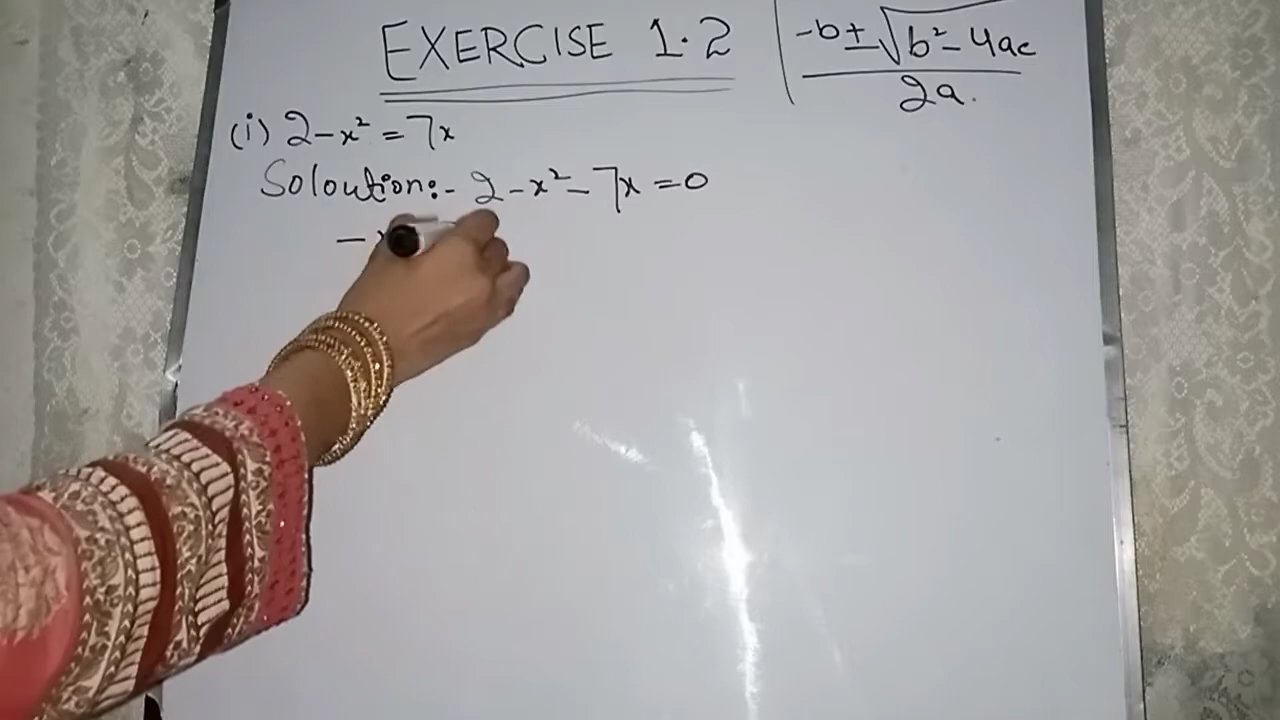 EXERCISE 1.2
-b±√b²-4ac
2a.
(i) 2-x²=7x
Soloution:- 2-x²-7x=0
-